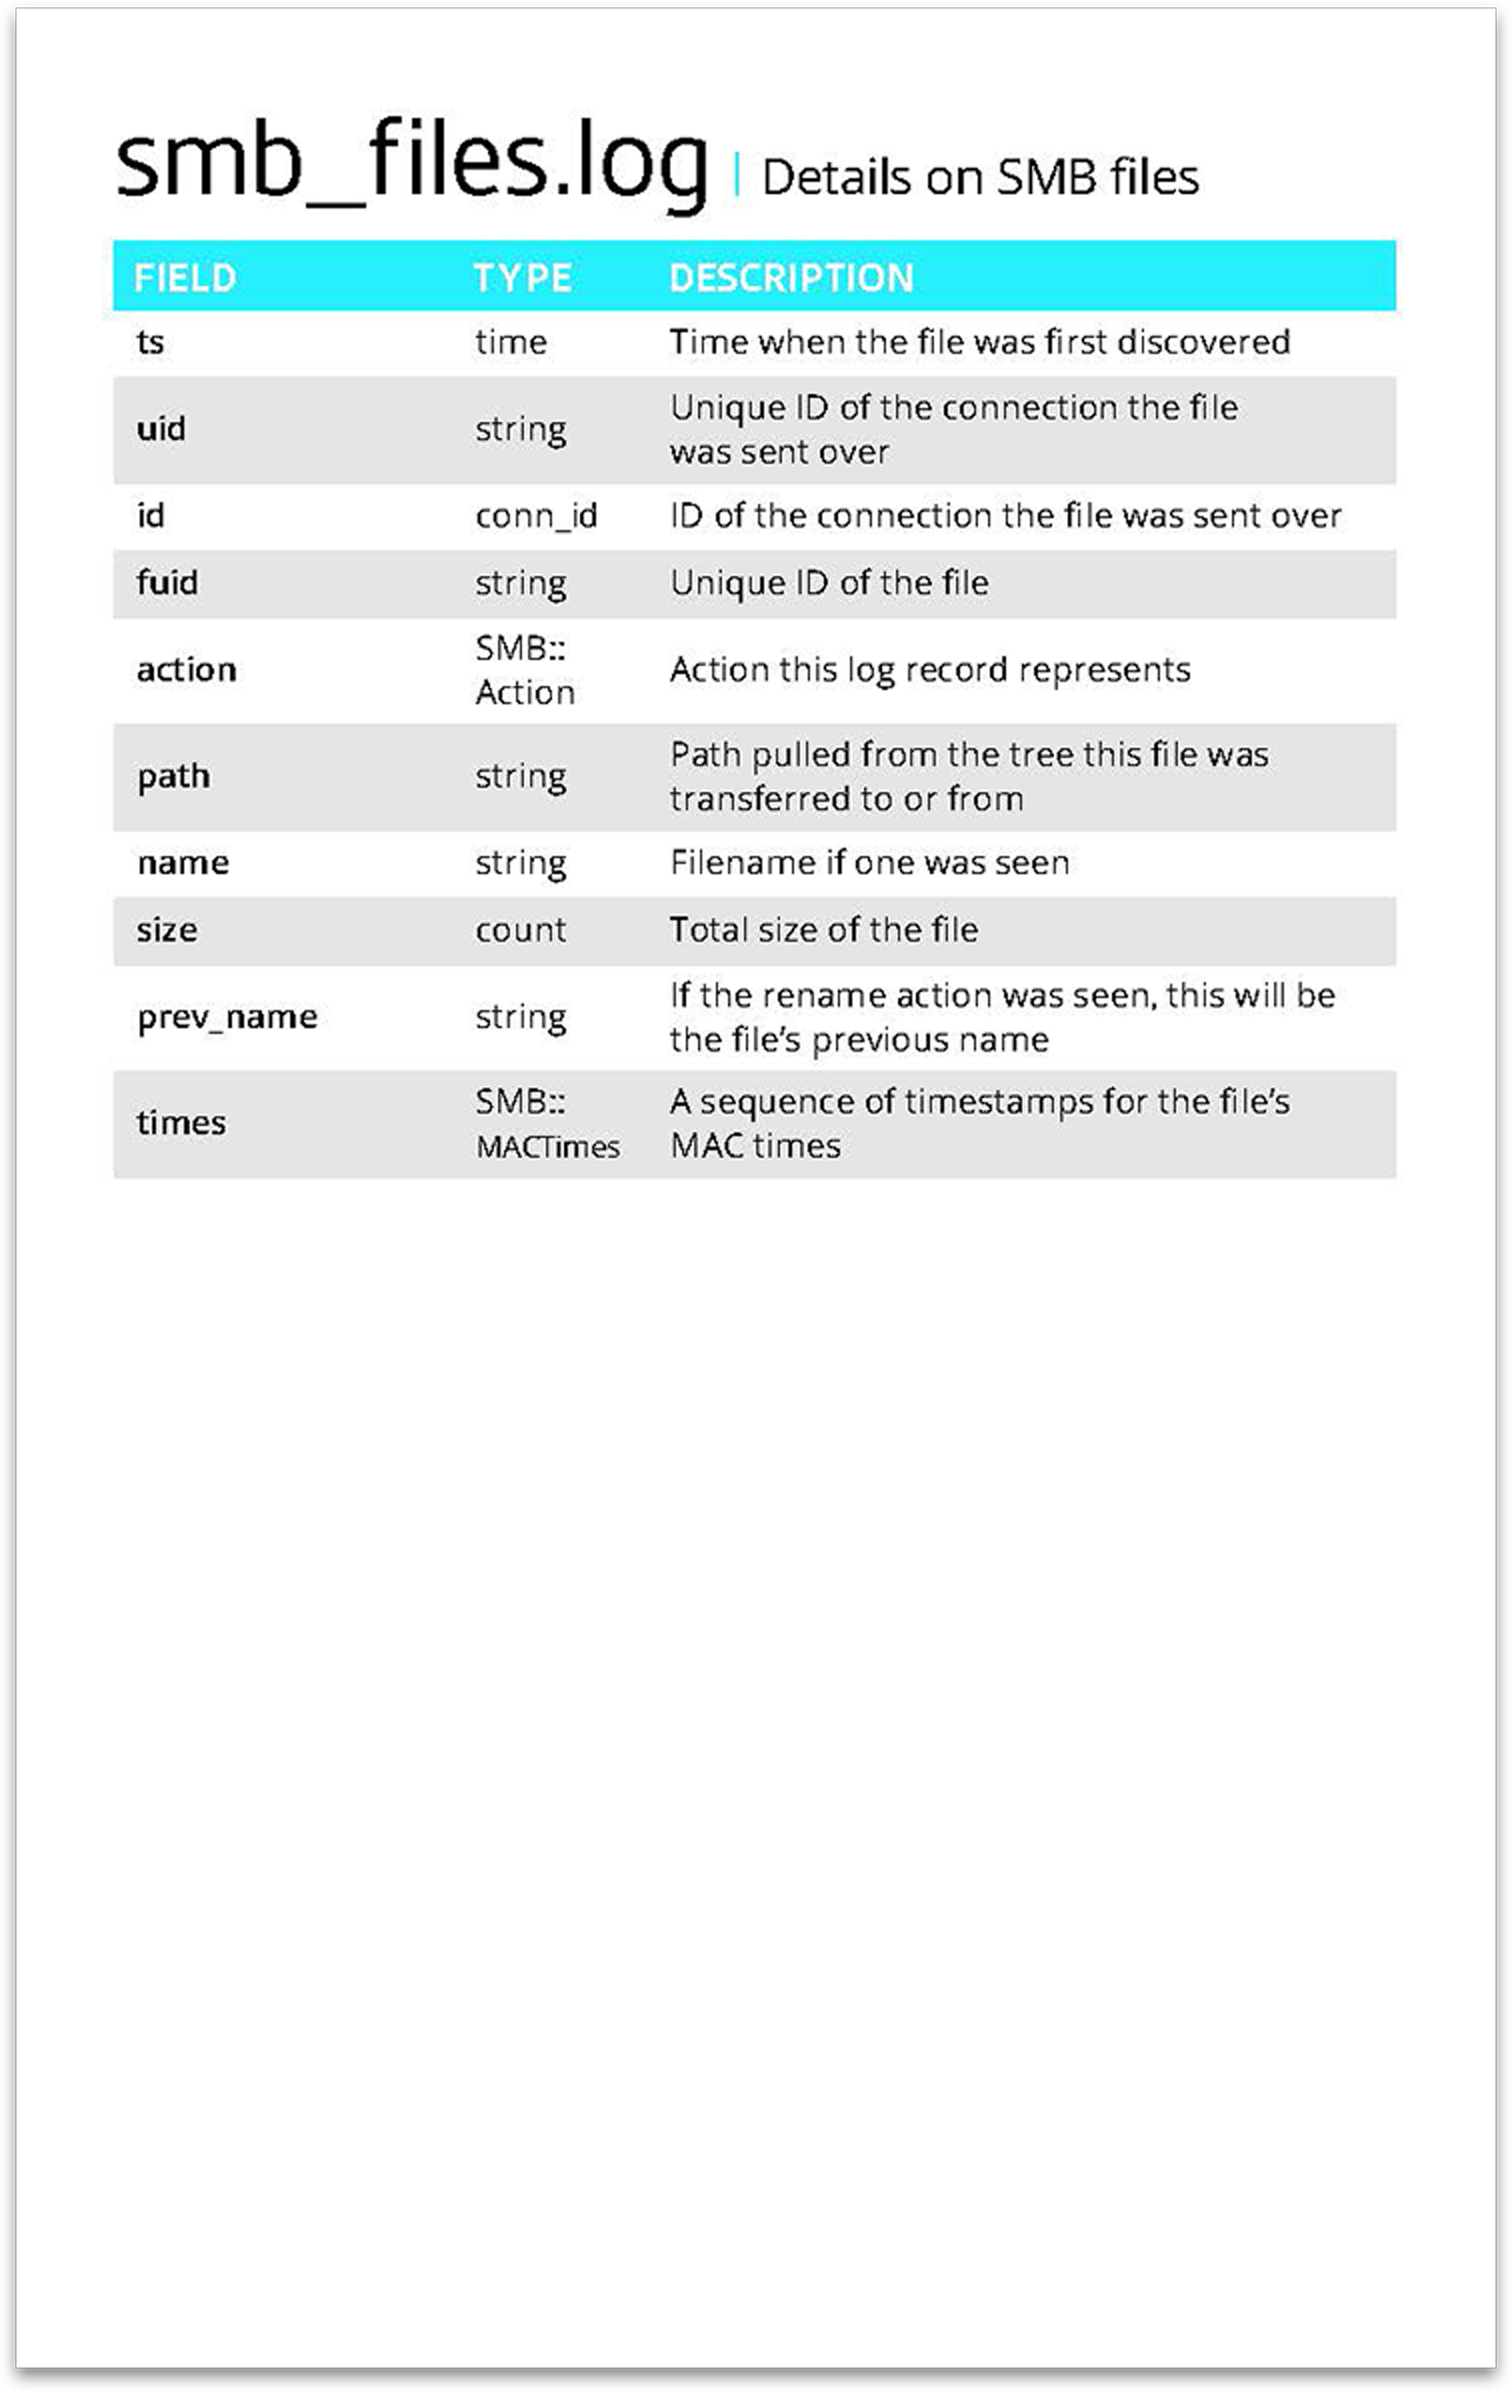 smb_files.log | Details on SMB files
FIELD TYPE DESCRIPTION
ts time Time when the file was first discovered
uid string Unique ID of the connection the file
was sent over
id conn_id ID of the connection the file was sent over
fuid string Unique ID of the file
action SMB::
Action Action this log record represents
path string Path pulled from the tree this file was
transferred to or from
name string Filename if one was seen
size count Total size of the file
prev_name string If the rename action was seen, this will be
the file’s previous name
times SMB::
MACTimes A sequence of timestamps for the file’s
MAC times